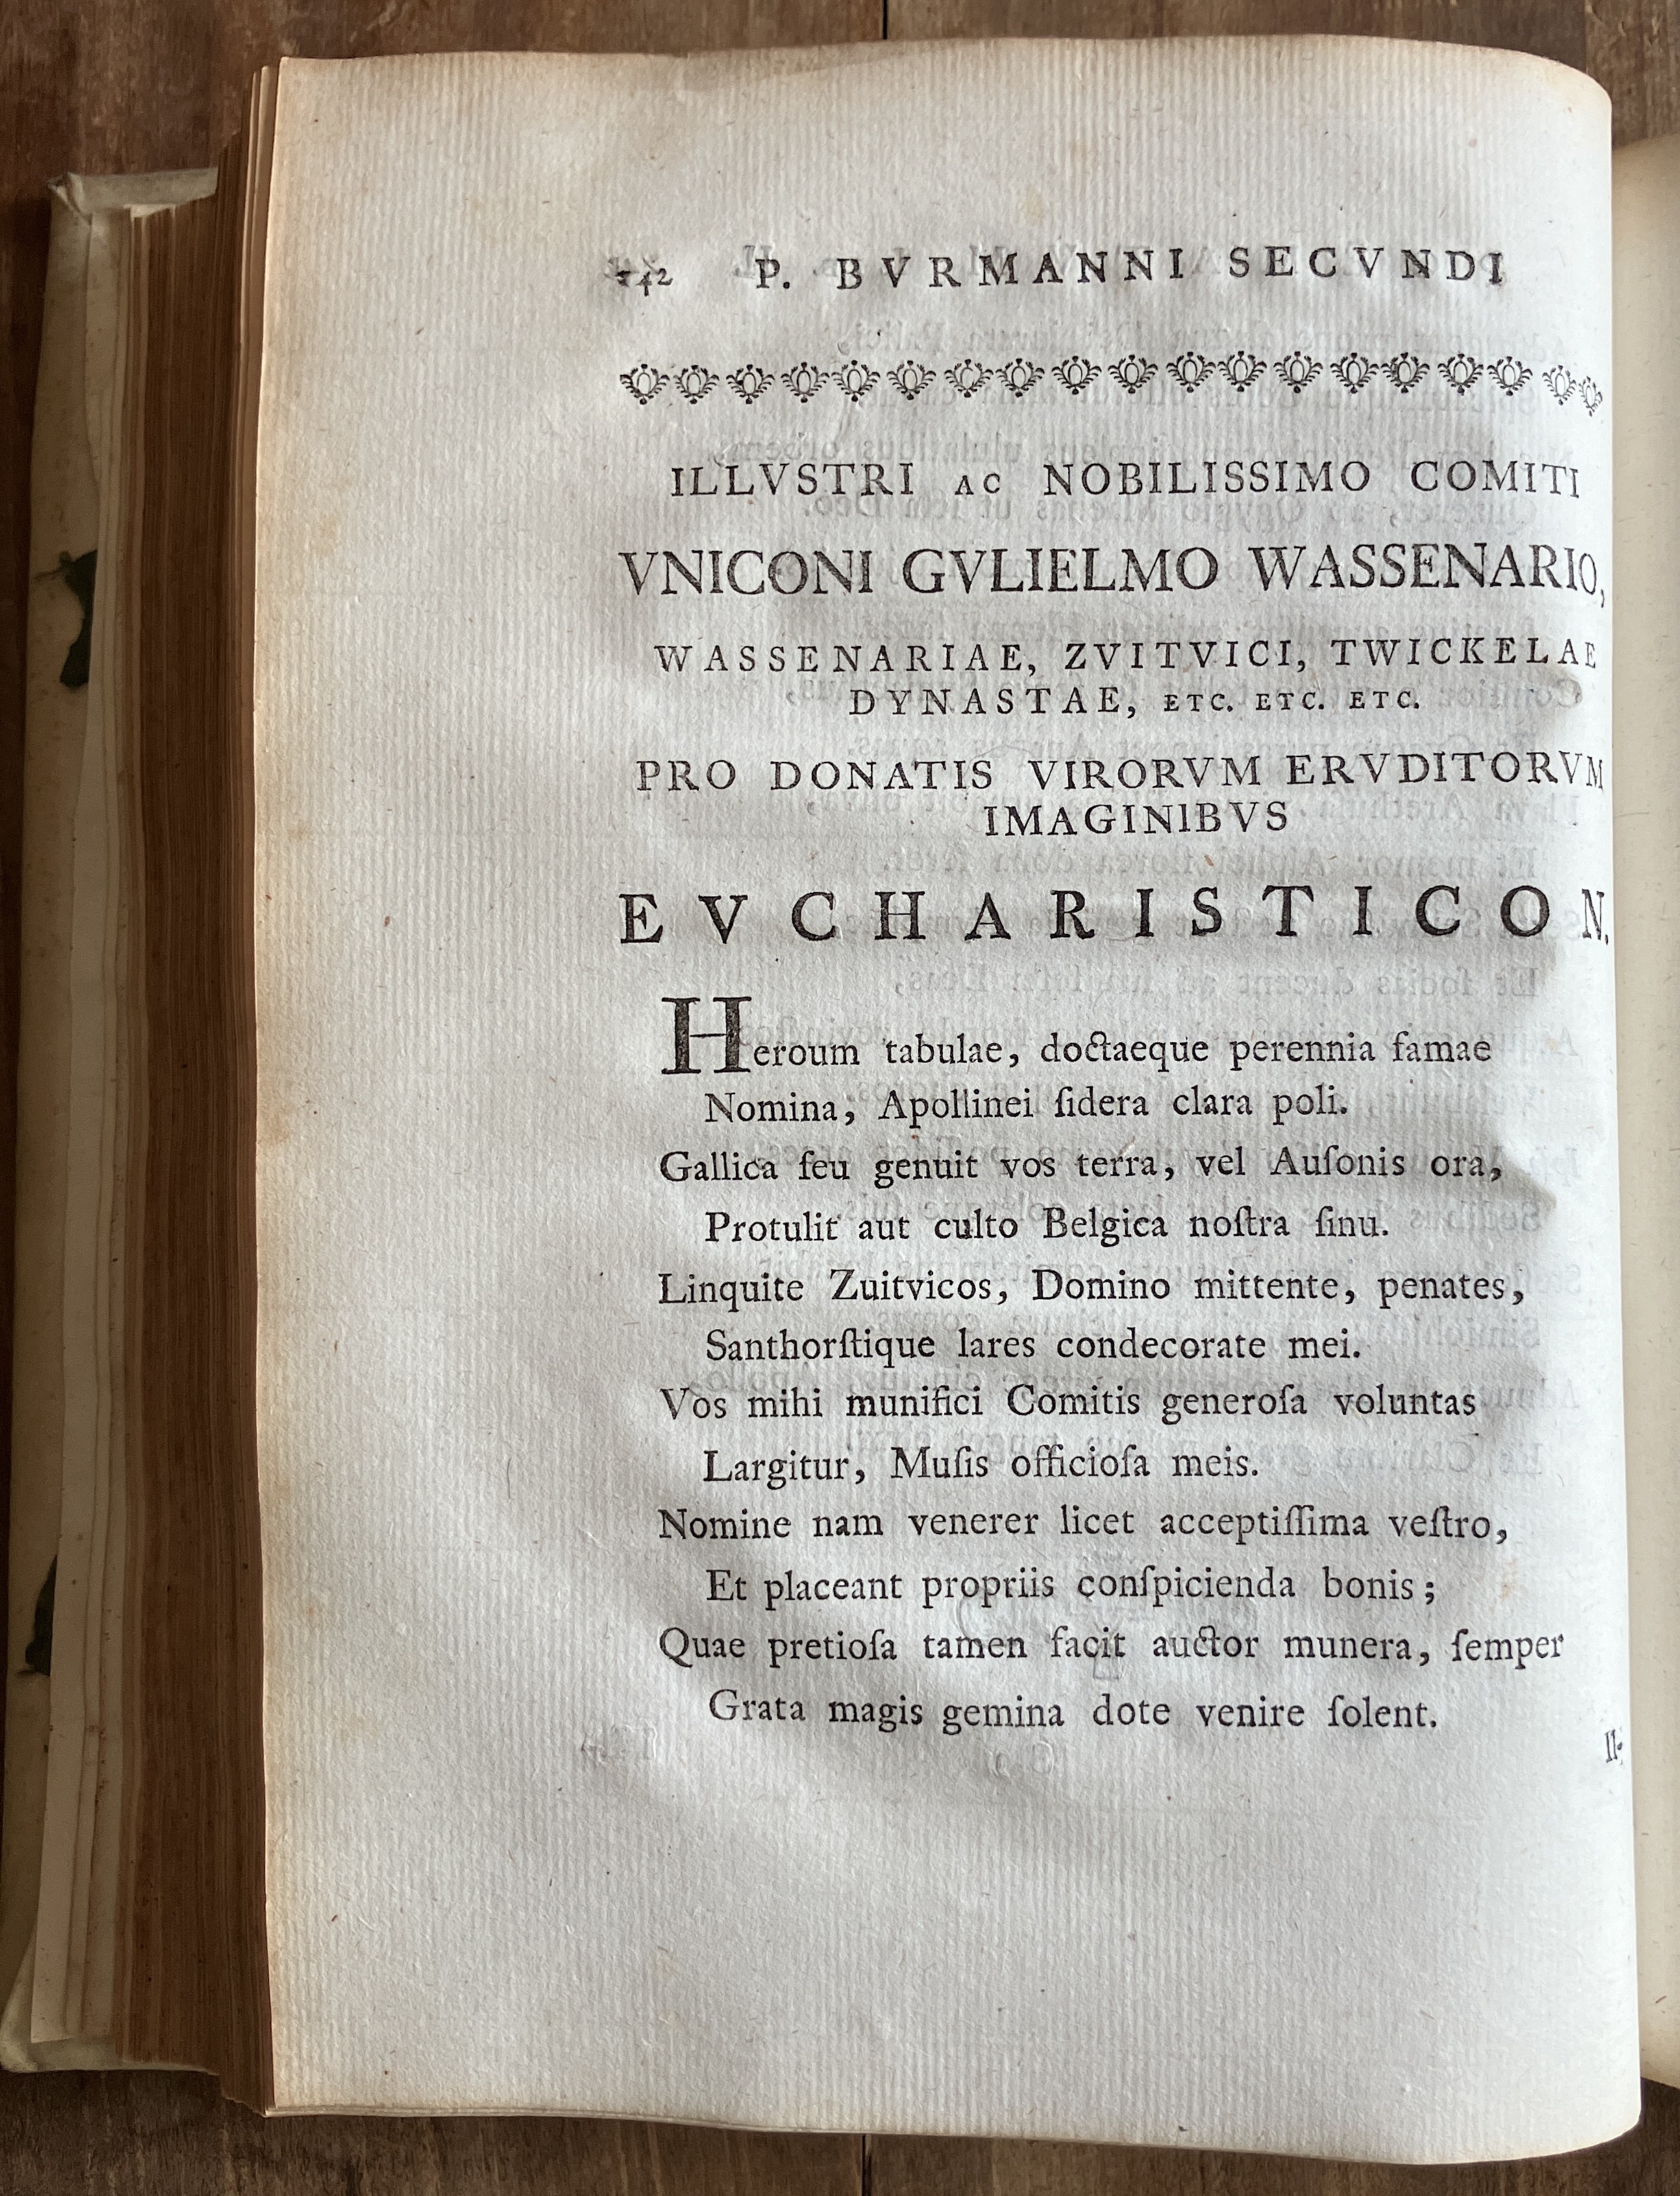 P. BVRMANNI SECVNDI
ILLVSTRI AC NOBILISSIMO COMITI
VNICONI GVLIELMO WASSENARIO,
WASSENARIAE, ZVITVICI, TWICKELAE
DYNASTAE, ETC. ETC. ETC.
PRO DONATIS VIRORVM ERVDITORVM
IMAGINIBVS
EVCHARISTICON.
Heroum tabulae, doctaeque perennia famae
Nomina, Apollinei ſidera clara poli.
Gallica ſeu genuit vos terra, vel Auſonis ora,
Protulit aut culto Belgica noſtra ſinu.
Linquite Zuitvicos, Domino mittente, penates,
Santhorſtique lares condecorate mei.
Vos mihi munifici Comitis generoſa voluntas
Largitur, Muſis officioſa meis.
Nomine nam venerer licet acceptiſſima veſtro,
Et placeant propriis conſpicienda bonis;
Quae pretioſa tamen facit auctor munera, ſemper
Grata magis gemina dote venire ſolent.